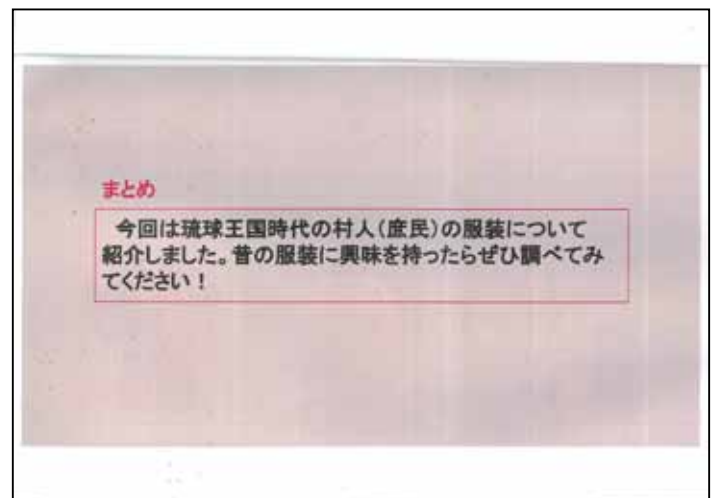 まとめ
今回は琉球王国時代の村人(庶民)の服装について
紹介しました。昔の服装に興味を持ったらぜひ調べてみ
てください!